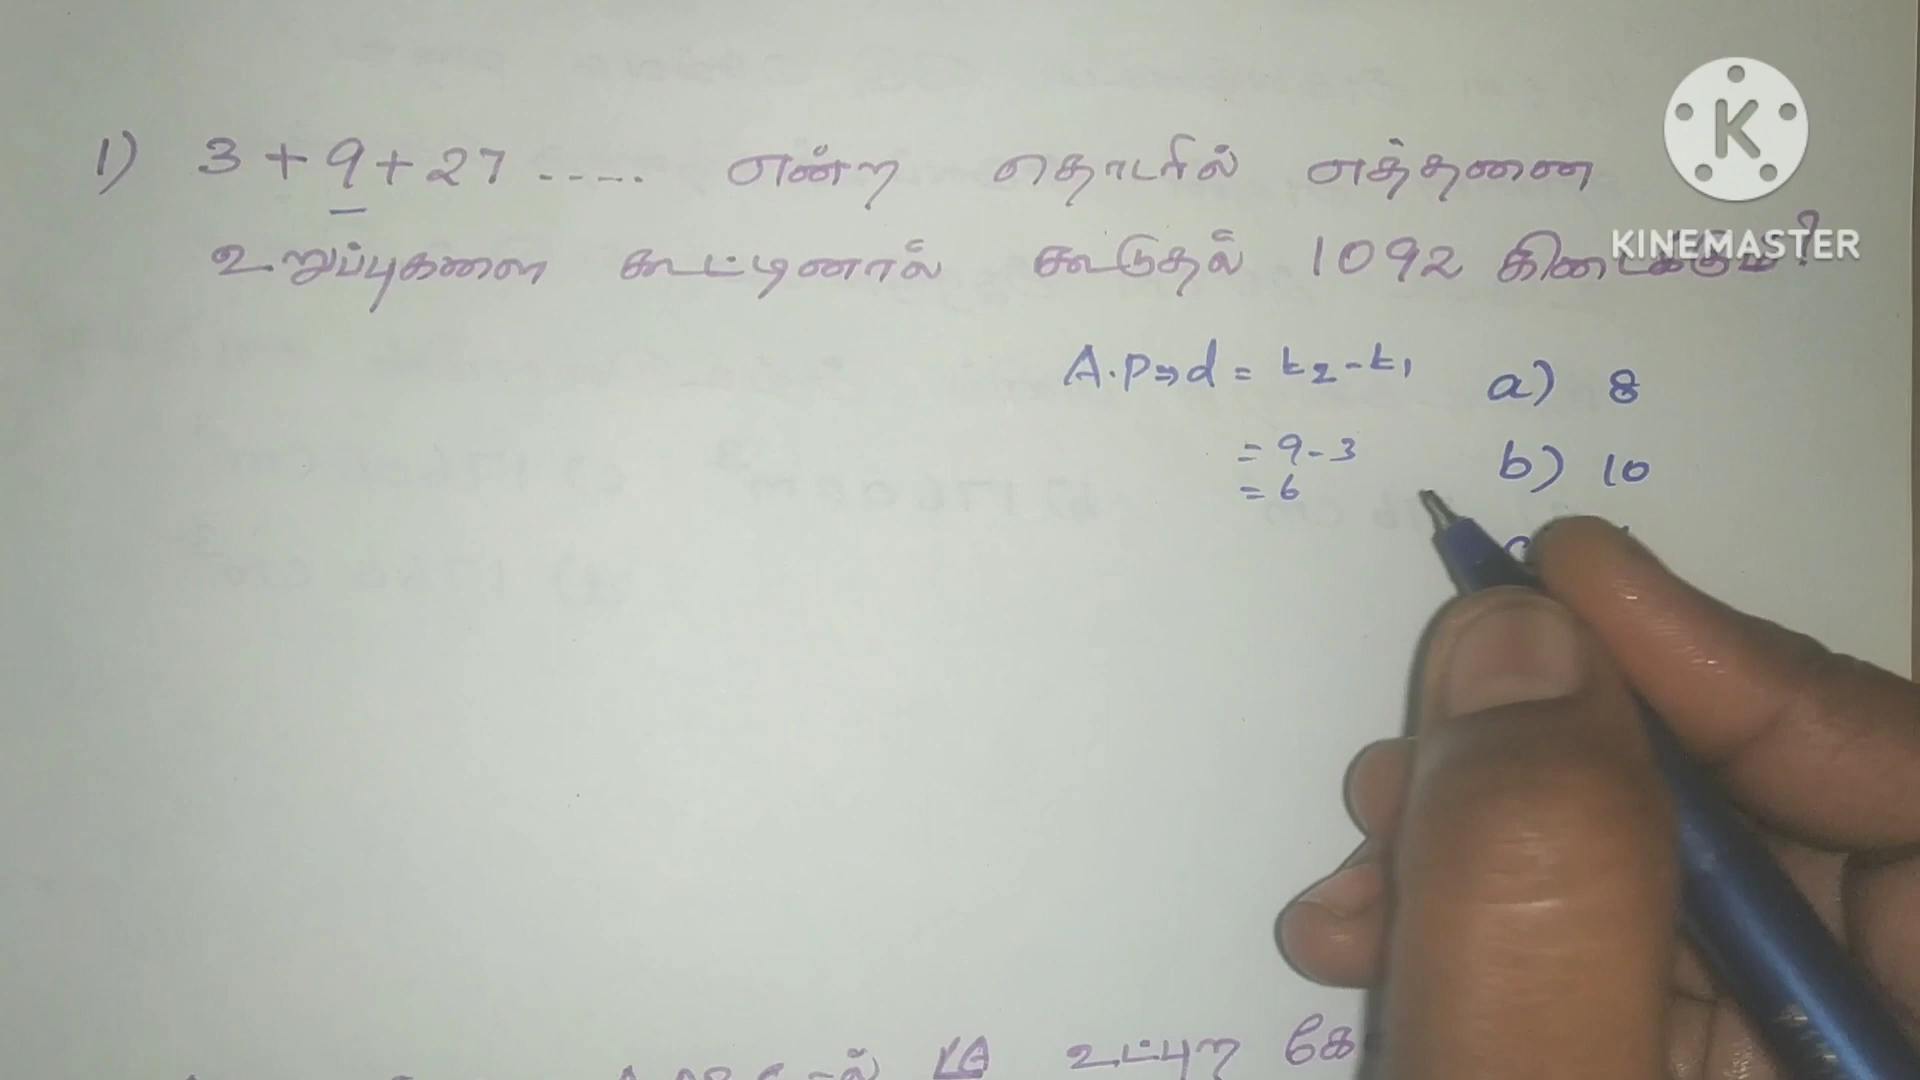 1) 3 + 9 + 27 ..... என்ற தொடரில் எத்தனை
உறுப்புகளை கூட்டினால் கூடுதல் 1092 கிடைக்கும்?
KINEMASTER
A.P⇒d = t₂-t₁
a) 8
= 9-3
b) 10
= 6
உட்புற